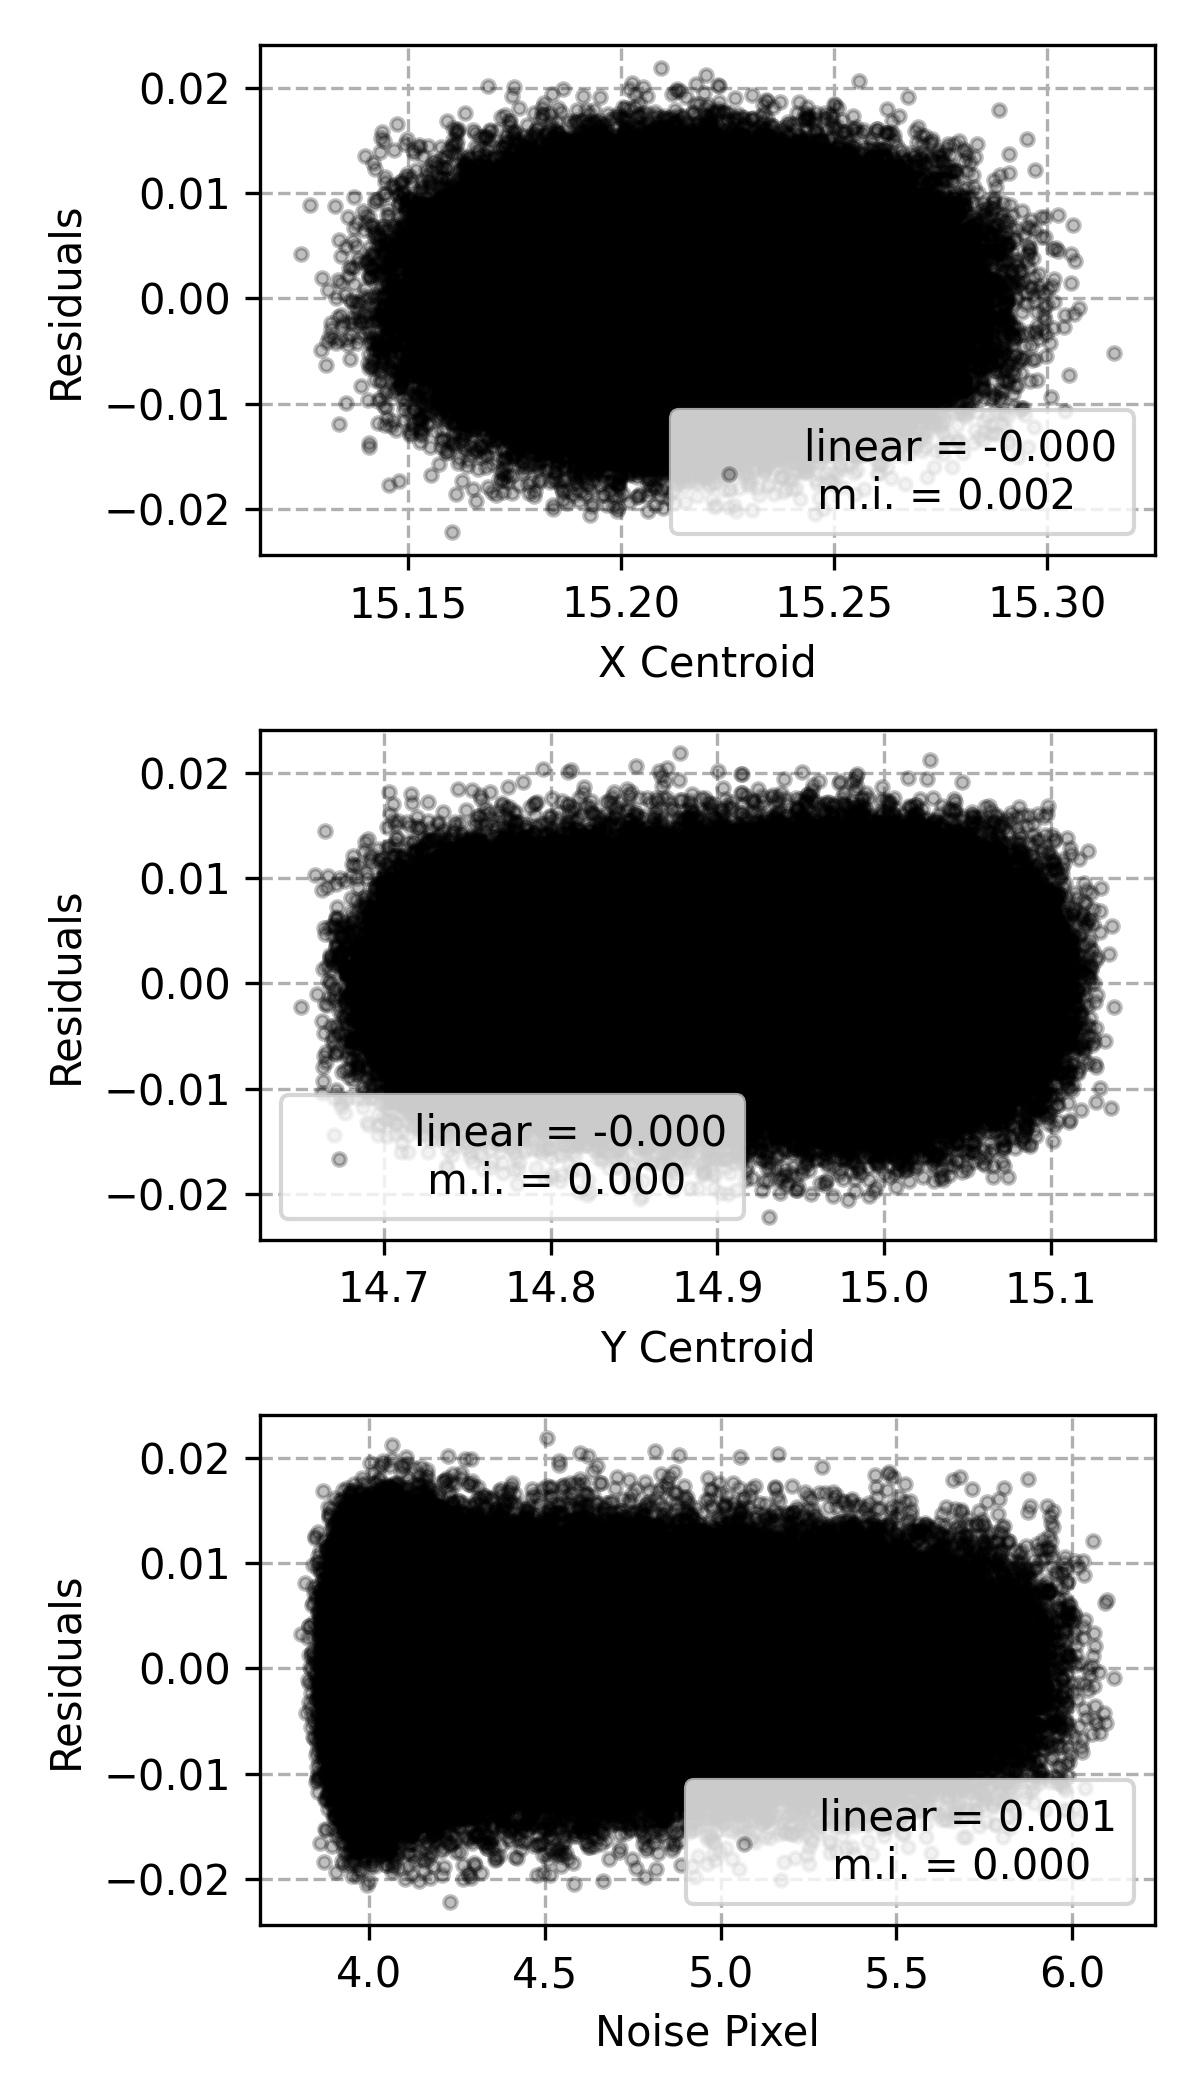 0.02
0.01
0.00
−0.01
−0.02
Residuals
linear = -0.000
m.i. = 0.002
15.15 15.20 15.25 15.30
X Centroid
0.02
0.01
0.00
−0.01
−0.02
Residuals
linear = -0.000
m.i. = 0.000
14.7 14.8 14.9 15.0 15.1
Y Centroid
0.02
0.01
0.00
−0.01
−0.02
Residuals
linear = 0.001
m.i. = 0.000
4.0 4.5 5.0 5.5 6.0
Noise Pixel